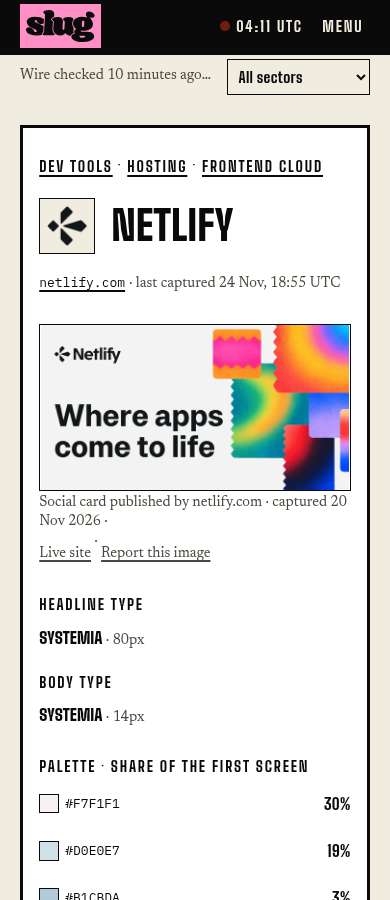 slug
04:11 UTC MENU
Wire checked 10 minutes ago… All sectors
DEV TOOLS · HOSTING · FRONTEND CLOUD
NETLIFY
netlify.com · last captured 24 Nov, 18:55 UTC
Netlify
Where apps
come to life
Social card published by netlify.com · captured 20
Nov 2026 ·
Live site · Report this image
HEADLINE TYPE
SYSTEMIA · 80px
BODY TYPE
SYSTEMIA · 14px
PALETTE · SHARE OF THE FIRST SCREEN
#F7F1F1 30%
#D0E0E7 19%
#B1CBDA 3%